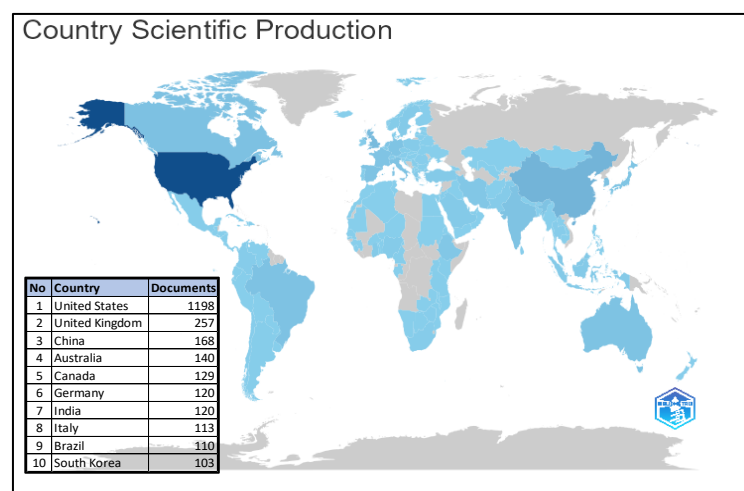 Country Scientific Production
No Country Documents
1 United States 1198
2 United Kingdom 257
3 China 168
4 Australia 140
5 Canada 129
6 Germany 120
7 India 120
8 Italy 113
9 Brazil 110
10 South Korea 103